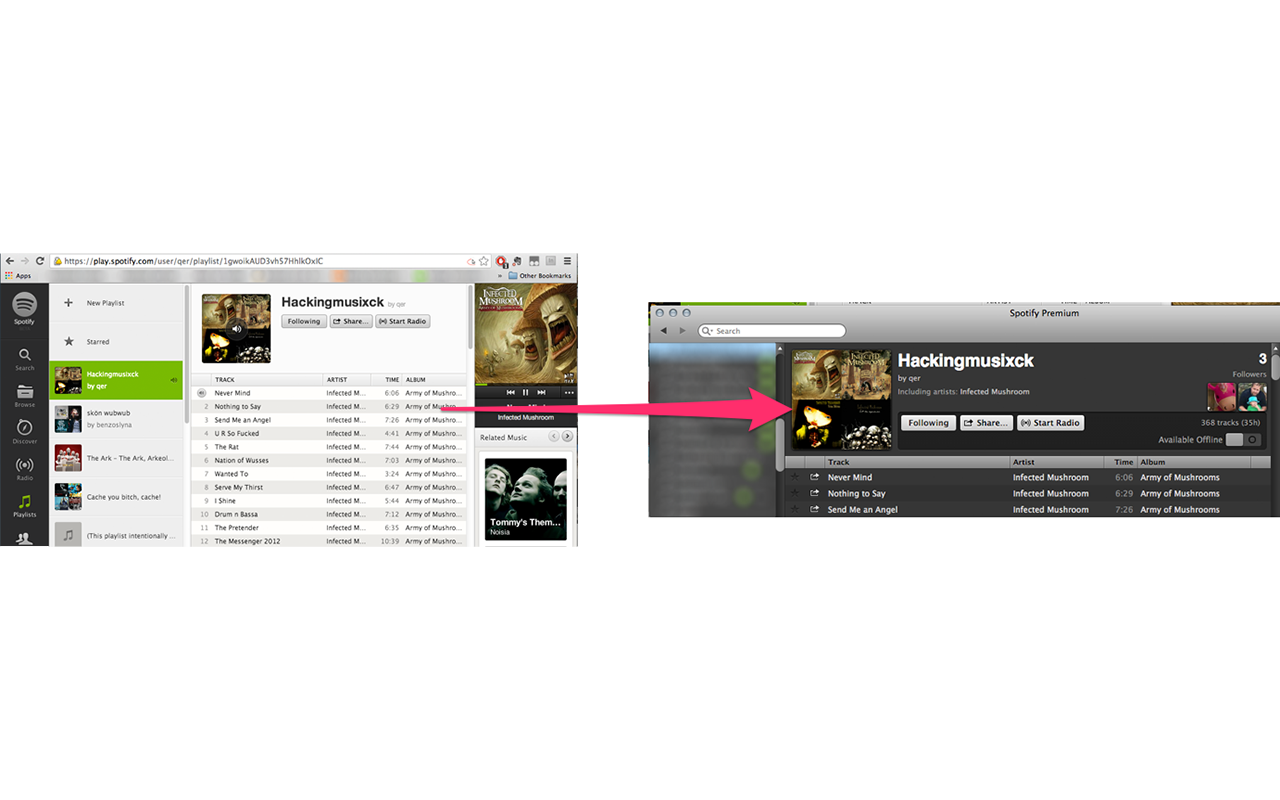 https://play.spotify.com/user/qer/playlist/1gwoikAUD3vh57HhIkOxIC
Apps
» Other Bookmarks
Spotify
Search
Browse
Discover
Radio
Playlists
New Playlist
Starred
Hackingmusixck
by qer
skön wubwub
by benzoslyna
The Ark – The Ark, Arkeol...
Cache you bitch, cache!
(This playlist intentionally ...
Hackingmusixck by qer
Following Share... Start Radio
TRACK ARTIST TIME ALBUM
Never Mind Infected M... 6:06 Army of Mushro...
2 Nothing to Say Infected M... 6:29 Army of Mushro...
3 Send Me an Angel Infected M... 7:26 Army of Mushro...
4 U R So Fucked Infected M... 4:41 Army of Mushro...
5 The Rat Infected M... 7:44 Army of Mushro...
6 Nation of Wusses Infected M... 7:03 Army of Mushro...
7 Wanted To Infected M... 3:24 Army of Mushro...
8 Serve My Thirst Infected M... 6:47 Army of Mushro...
9 I Shine Infected M... 5:44 Army of Mushro...
10 Drum n Bassa Infected M... 7:12 Army of Mushro...
11 The Pretender Infected M... 6:35 Army of Mushro...
12 The Messenger 2012 Infected M... 10:39 Army of Mushro...
INFECTED
MUSHROOM
ARMY OF MUSHROOMS
Infected Mushroom
Related Music
Tommy's Them...
Noisia
Spotify Premium
Search
Hackingmusixck
by qer
Including artists: Infected Mushroom
3
Followers
Following Share... Start Radio
368 tracks (35h)
Available Offline
Track Artist Time Album
Never Mind Infected Mushroom 6:06 Army of Mushrooms
Nothing to Say Infected Mushroom 6:29 Army of Mushrooms
Send Me an Angel Infected Mushroom 7:26 Army of Mushrooms